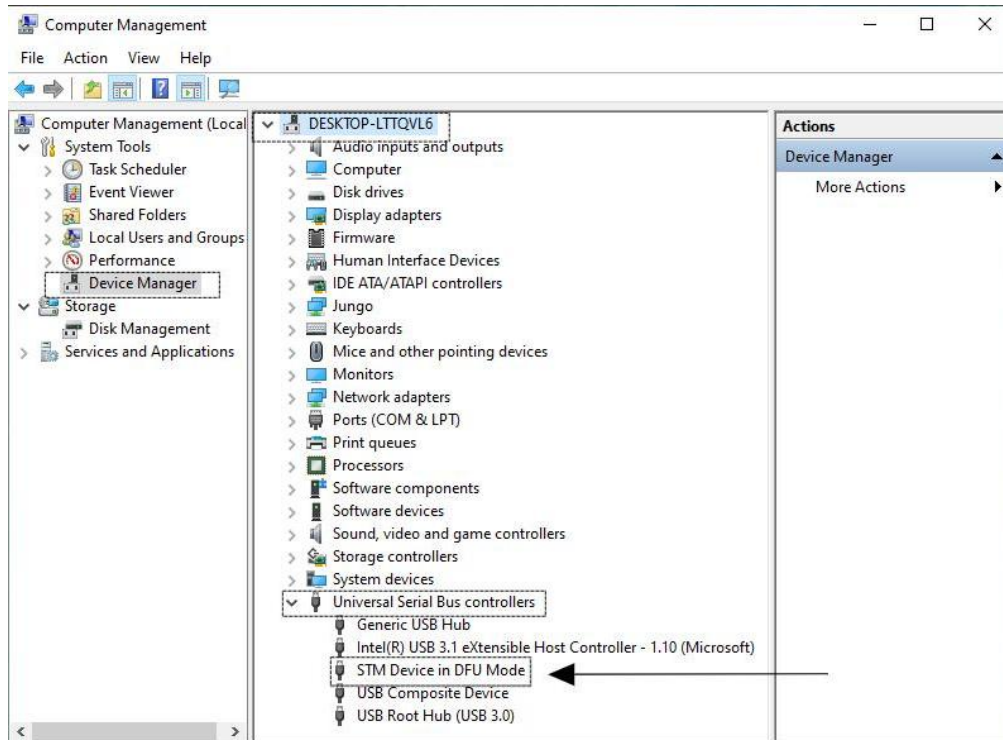 Computer Management
File Action View Help
Computer Management (Local
System Tools
Task Scheduler
Event Viewer
Shared Folders
Local Users and Groups
Performance
Device Manager
Storage
Disk Management
Services and Applications
DESKTOP-LTTQVL6
Audio inputs and outputs
Computer
Disk drives
Display adapters
Firmware
Human Interface Devices
IDE ATA/ATAPI controllers
Jungo
Keyboards
Mice and other pointing devices
Monitors
Network adapters
Ports (COM & LPT)
Print queues
Processors
Software components
Software devices
Sound, video and game controllers
Storage controllers
System devices
Universal Serial Bus controllers
Generic USB Hub
Intel(R) USB 3.1 eXtensible Host Controller - 1.10 (Microsoft)
STM Device in DFU Mode
USB Composite Device
USB Root Hub (USB 3.0)
Actions
Device Manager
More Actions